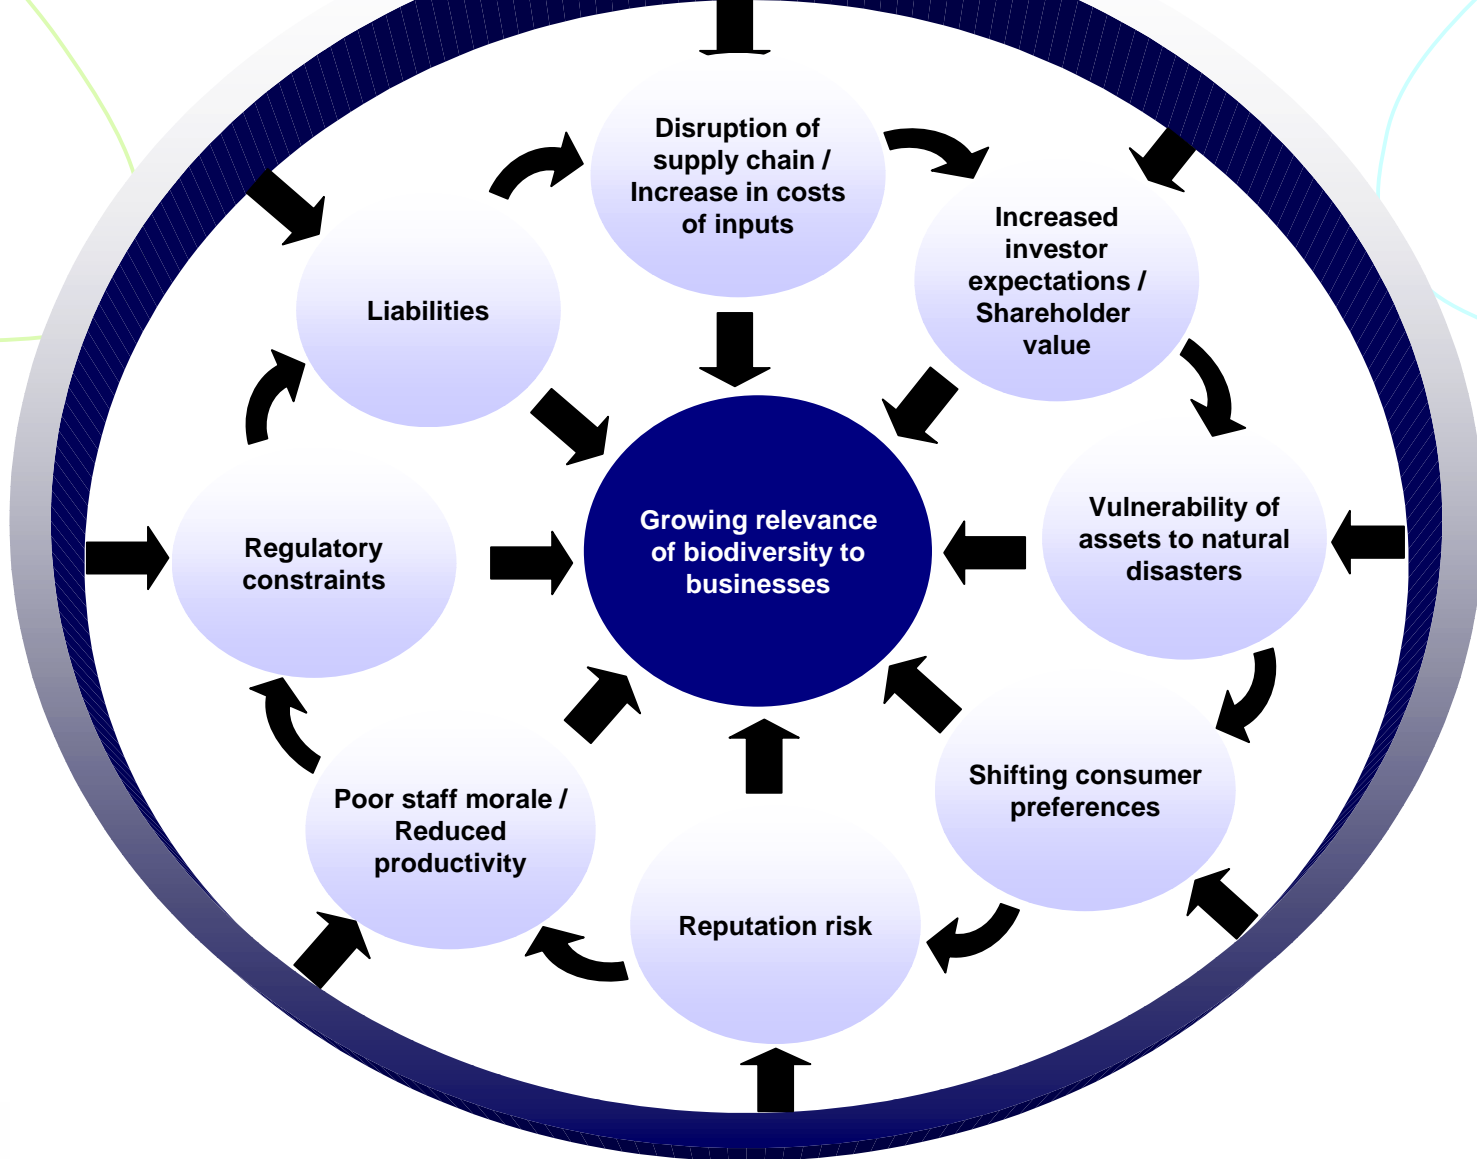 Disruption of
supply chain /
Increase in costs
of inputs
Increased
investor
expectations /
Shareholder
value
Liabilities
Growing relevance
of biodiversity to
businesses
Vulnerability of
assets to natural
disasters
Regulatory
constraints
Shifting consumer
preferences
Poor staff morale /
Reduced
productivity
Reputation risk